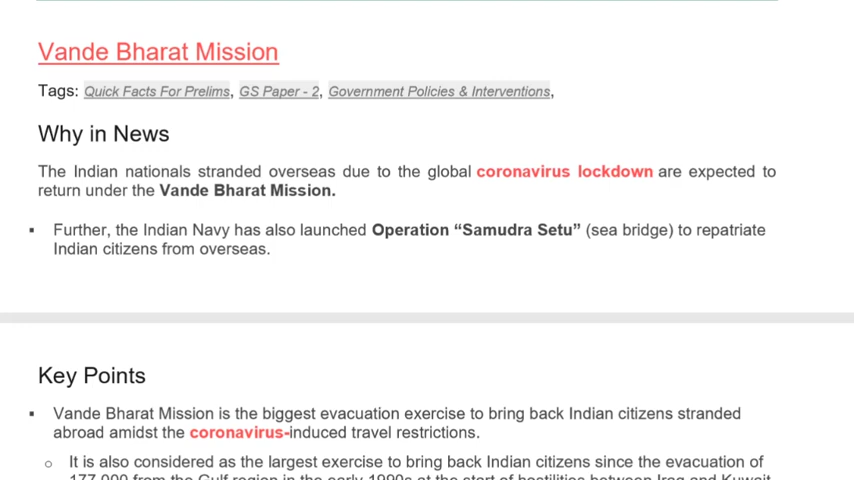 Vande Bharat Mission
Tags: Quick Facts For Prelims, GS Paper - 2, Government Policies & Interventions,
Why in News
The Indian nationals stranded overseas due to the global coronavirus lockdown are expected to
return under the Vande Bharat Mission.
▪ Further, the Indian Navy has also launched Operation “Samudra Setu” (sea bridge) to repatriate
Indian citizens from overseas.
Key Points
▪ Vande Bharat Mission is the biggest evacuation exercise to bring back Indian citizens stranded
abroad amidst the coronavirus-induced travel restrictions.
○ It is also considered as the largest exercise to bring back Indian citizens since the evacuation of
177,000 from the Gulf region in the early 1990s at the start of hostilities between Iraq and Kuwait